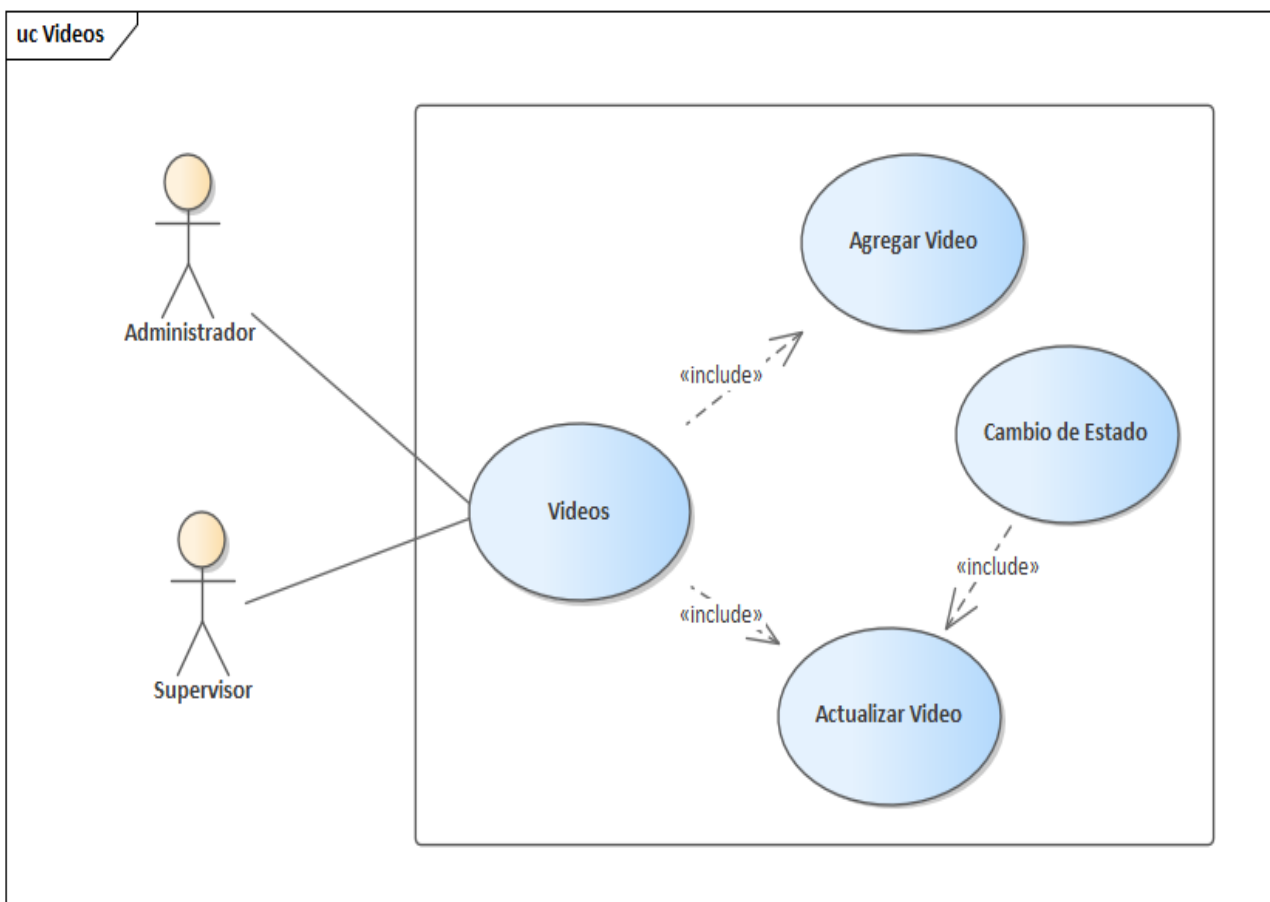 uc Videos
Administrador
Supervisor
Videos
«include»
Agregar Video
Cambio de Estado
«include»
«include»
Actualizar Video